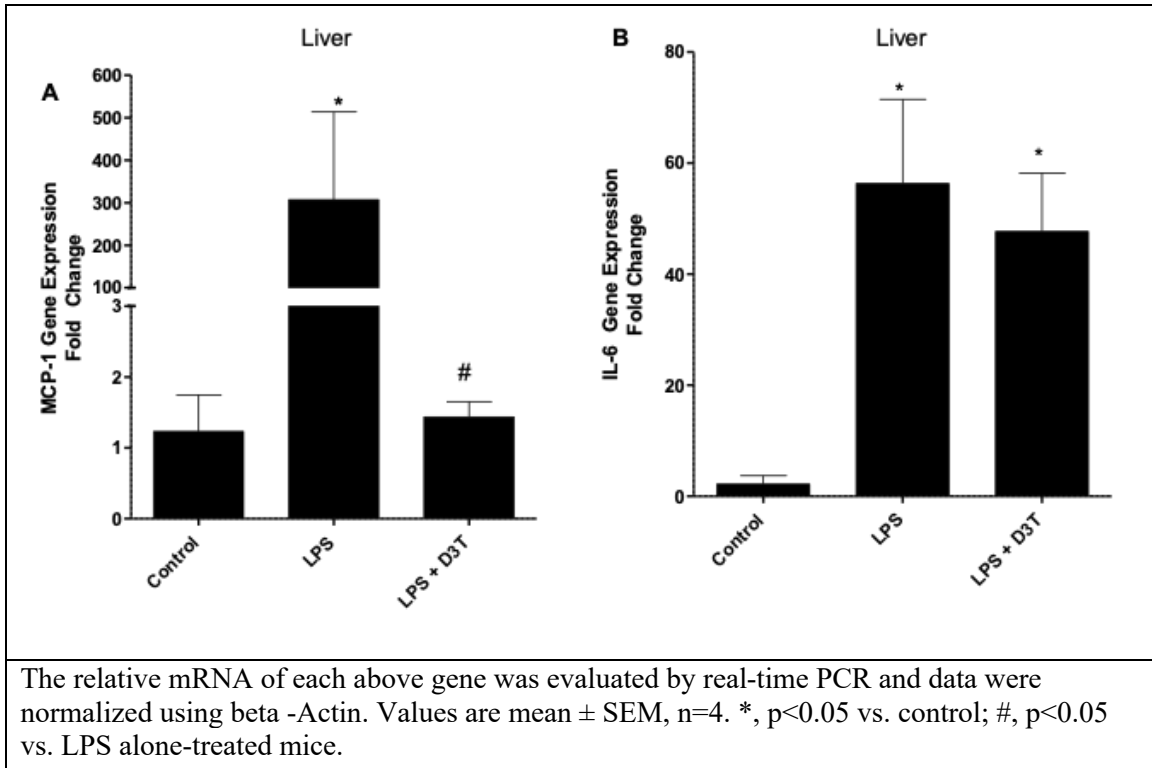 Liver
A
MCP-1 Gene Expression
Fold Change
600
500
400
300
200
100
3
2
1
0
*
#
Control
LPS
LPS + D3T
B
Liver
IL-6 Gene Expression
Fold Change
80
60
40
20
0
*
*
Control
LPS
LPS + D3T
The relative mRNA of each above gene was evaluated by real-time PCR and data were
normalized using beta -Actin. Values are mean ± SEM, n=4. *, p<0.05 vs. control; #, p<0.05
vs. LPS alone-treated mice.